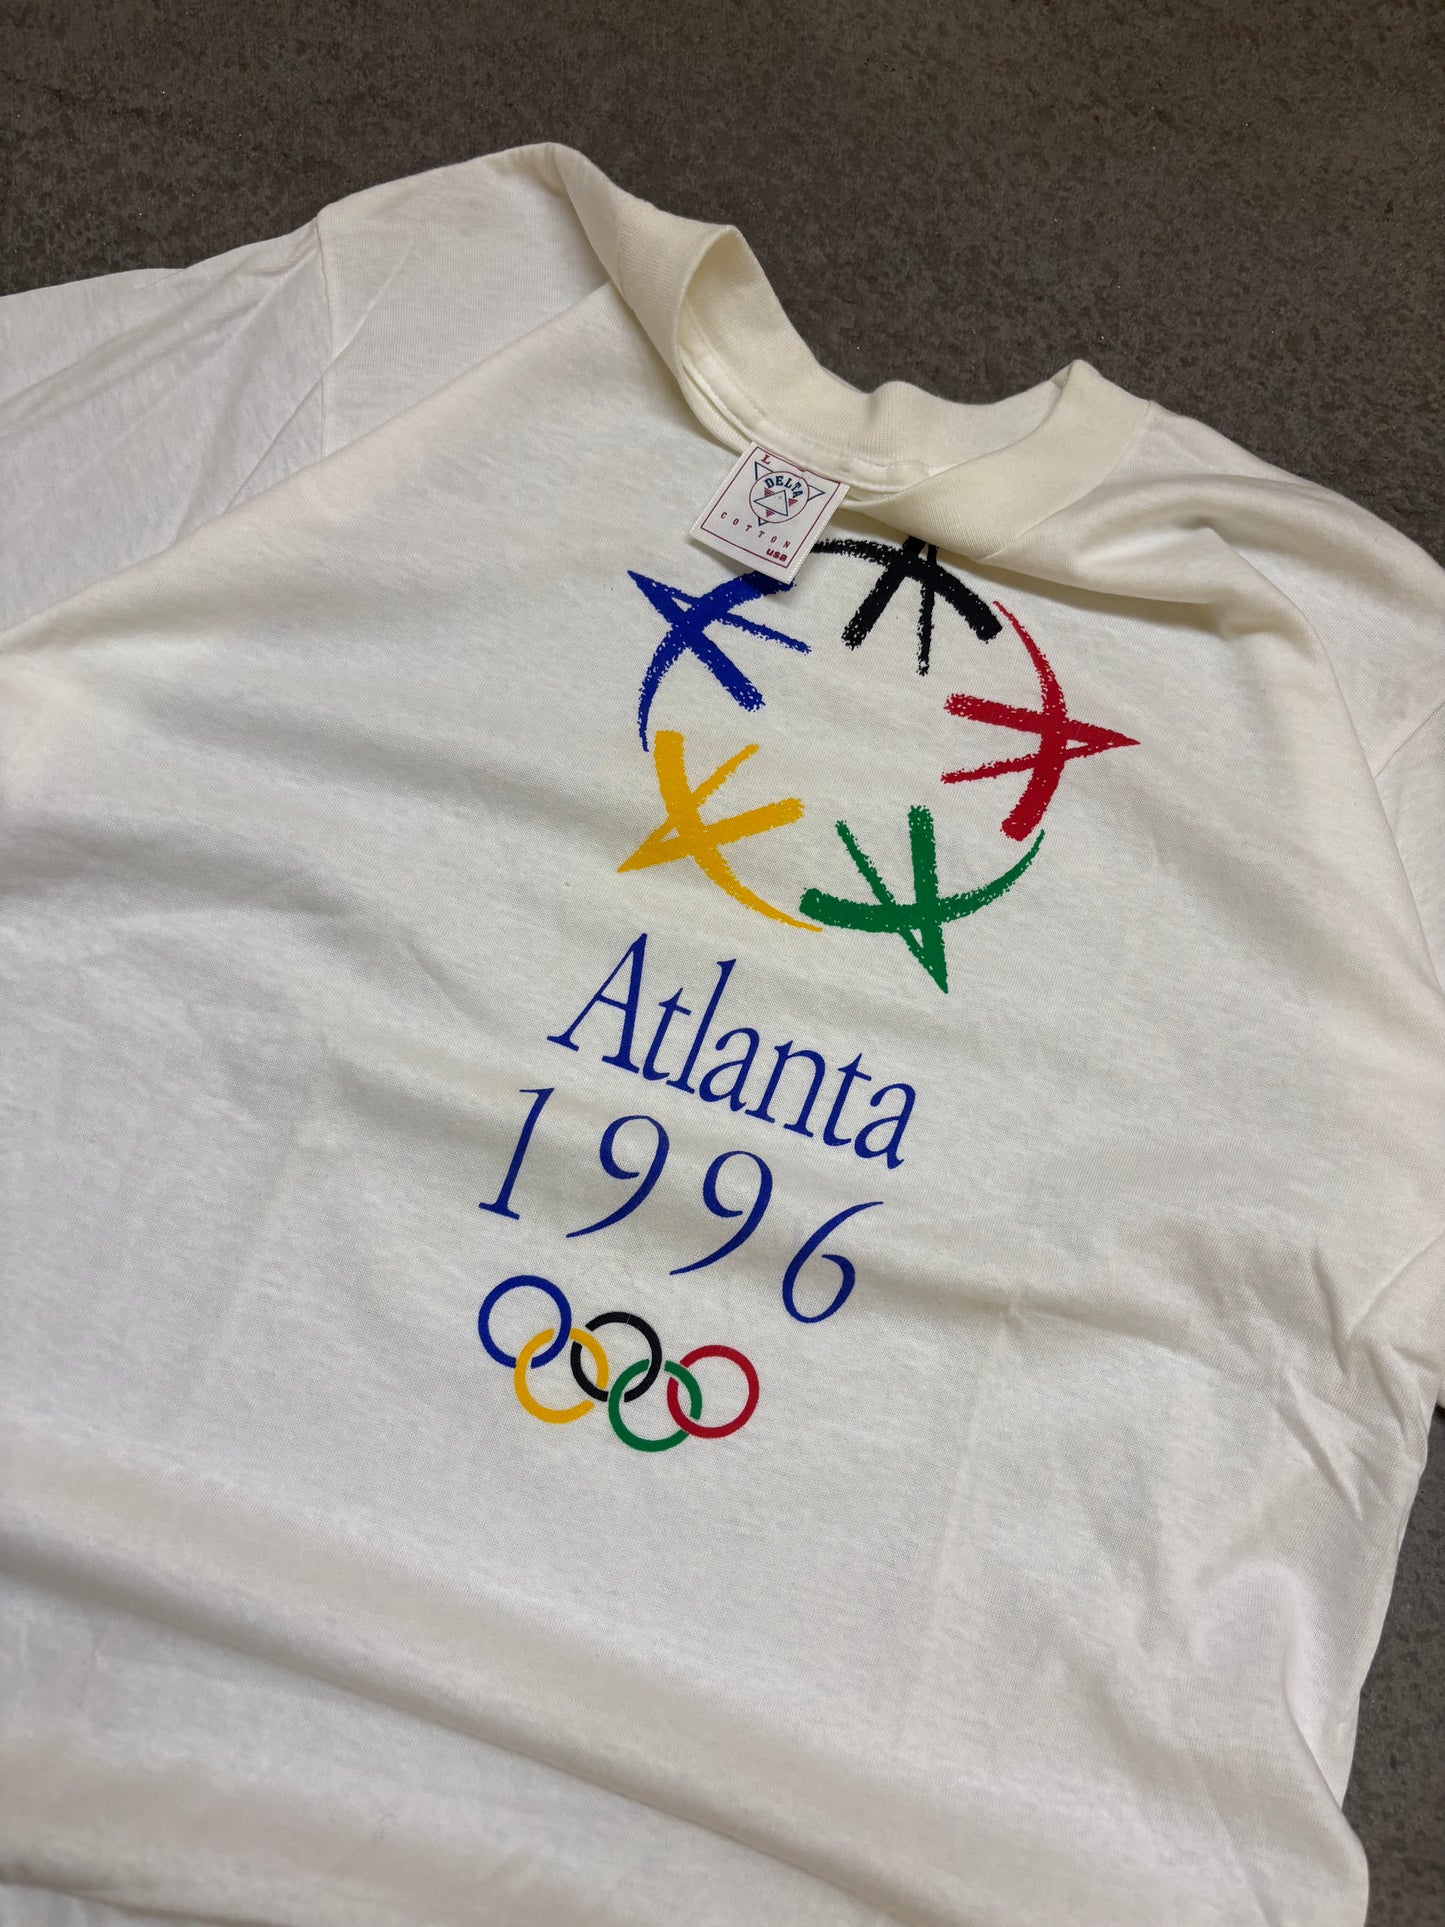 L
DELTA
COTTON
usa
Atlanta
1996